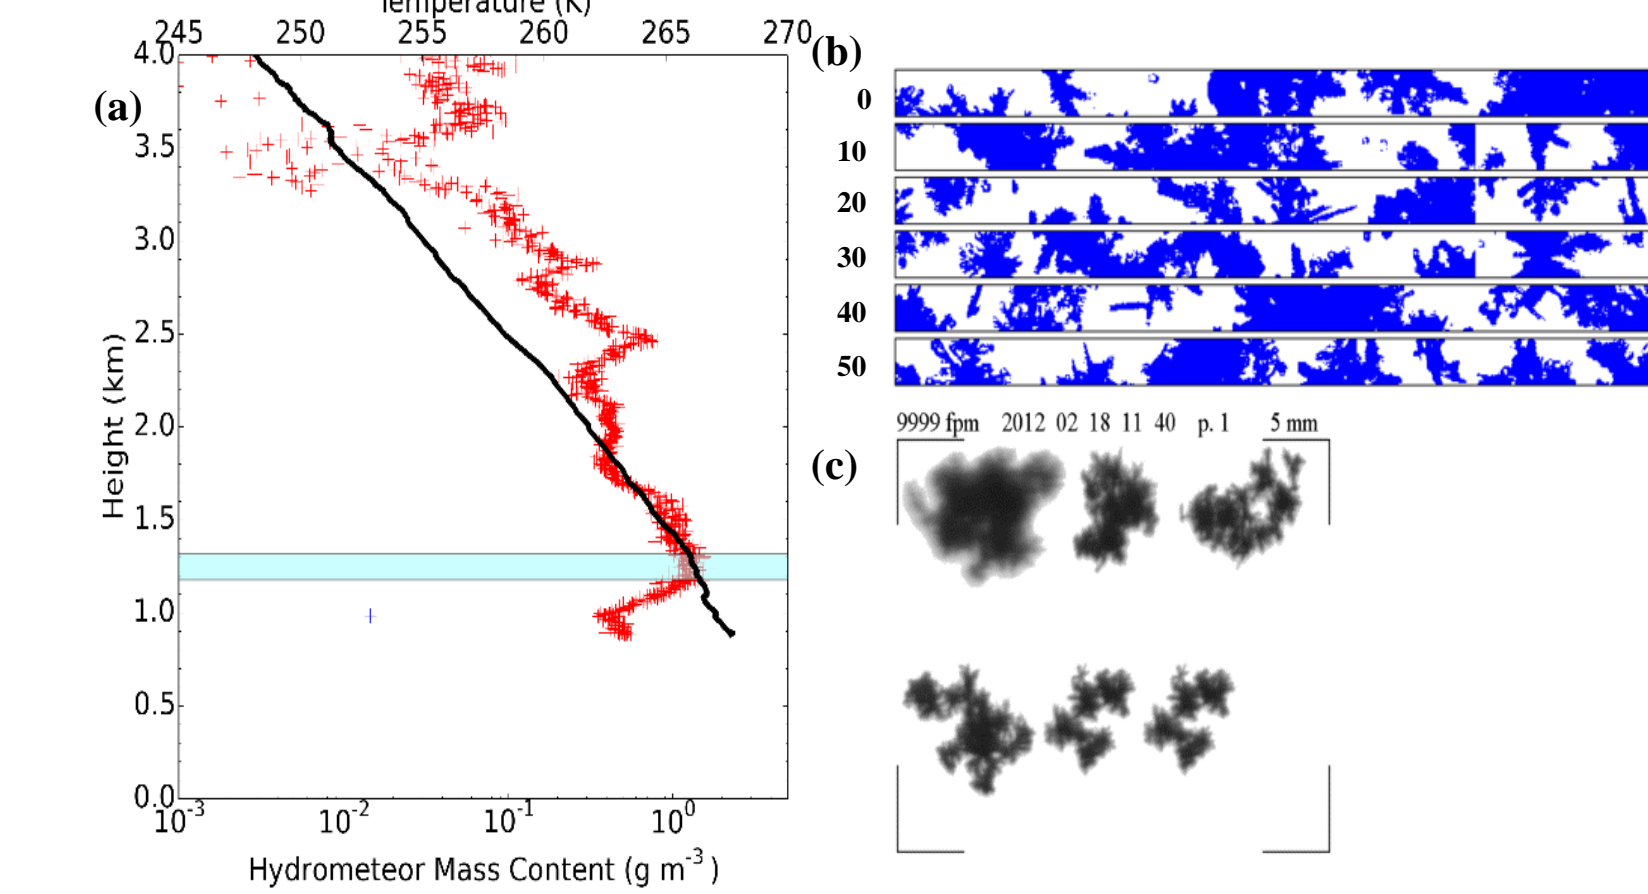 Temperature (K)
245 250 255 260 265 270
(a)
4.0
3.5
3.0
2.5
2.0
1.5
1.0
0.5
0.0
Height (km)
10-3 10-2 10-1 100
Hydrometeor Mass Content (g m-3)
(b)
0
10
20
30
40
50
9999 fpm 2012 02 18 11 40 p. 1 5 mm
(c)